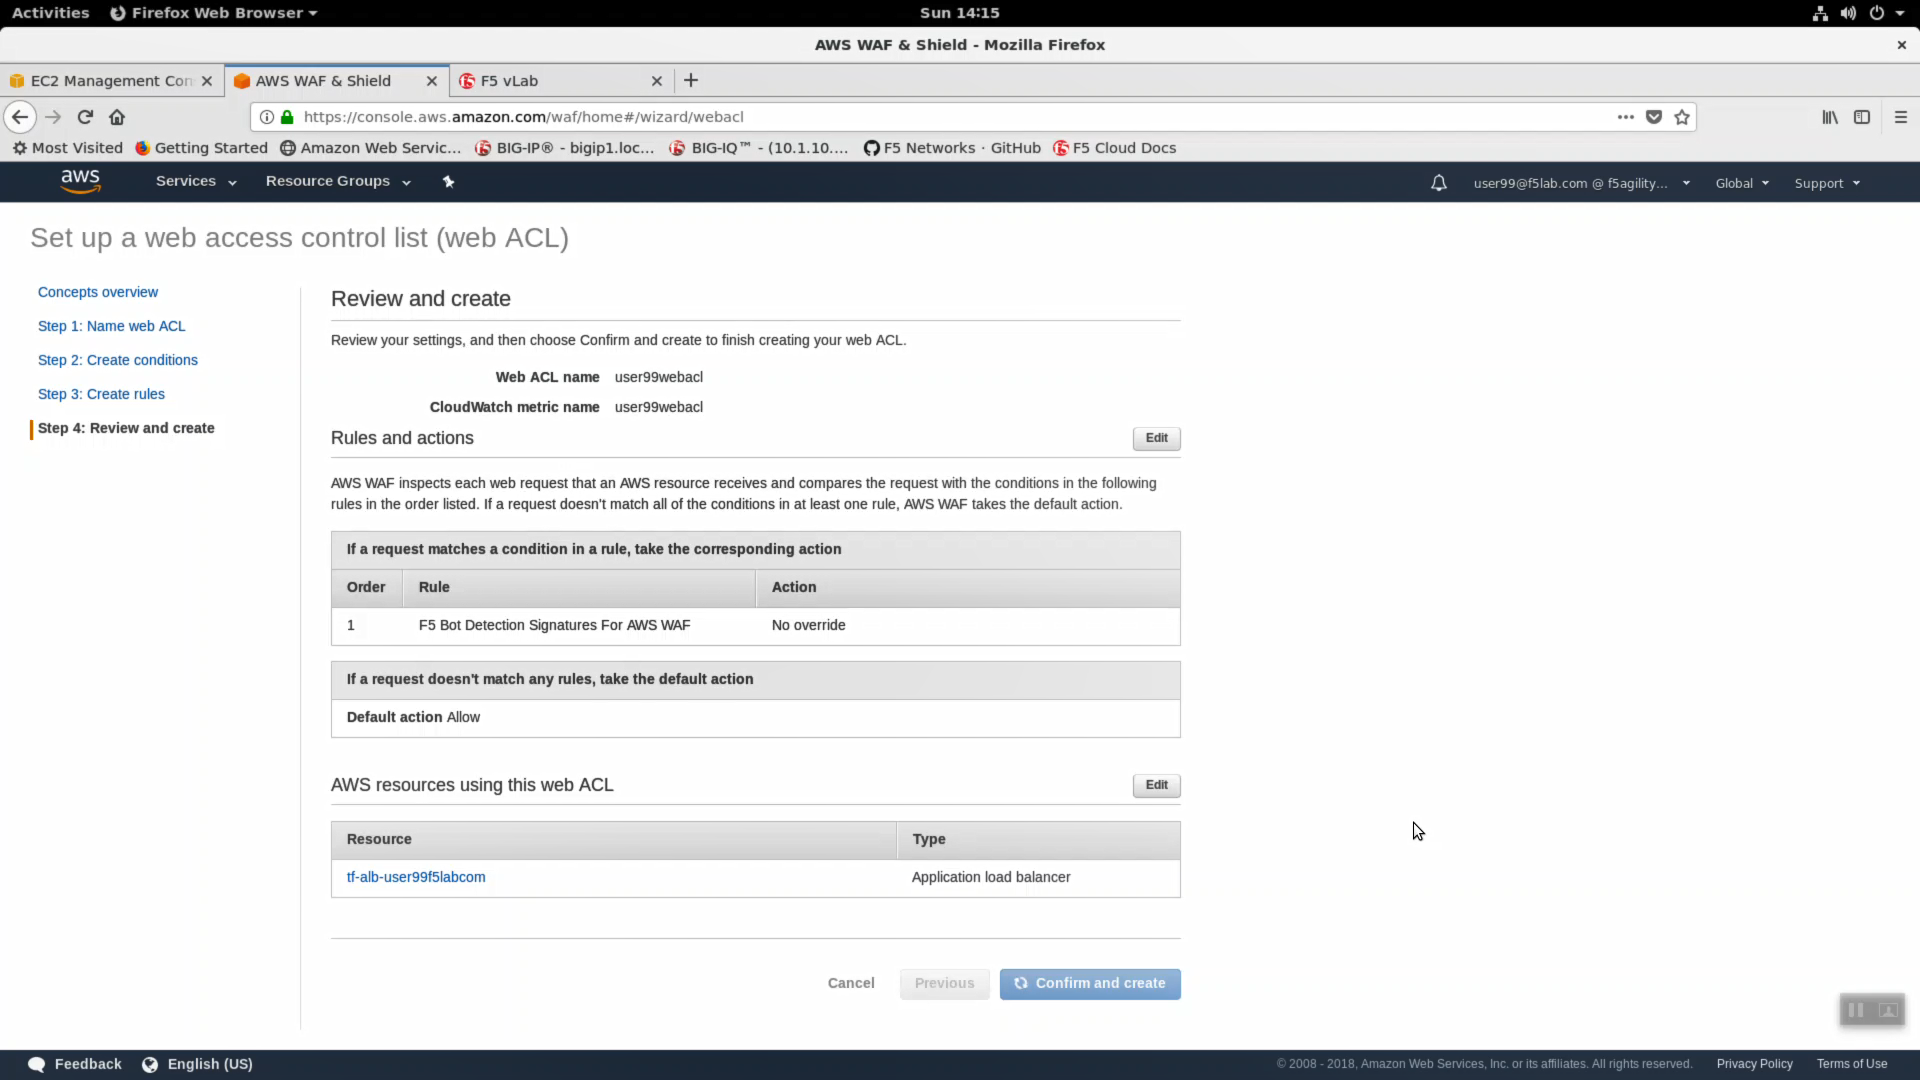 Activities Firefox Web Browser Sun 14:15
AWS WAF & Shield - Mozilla Firefox
EC2 Management Con AWS WAF & Shield F5 vLab
https://console.aws.amazon.com/waf/home#/wizard/webacl
Most Visited Getting Started Amazon Web Servic... BIG-IP® - bigip1.loc... BIG-IQ™ - (10.1.10.... F5 Networks · GitHub F5 Cloud Docs
aws Services Resource Groups user99@f5lab.com @ f5agility... Global Support
Set up a web access control list (web ACL)
Concepts overview
Step 1: Name web ACL
Step 2: Create conditions
Step 3: Create rules
Step 4: Review and create
Review and create
Review your settings, and then choose Confirm and create to finish creating your web ACL.
Web ACL name user99webacl
CloudWatch metric name user99webacl
Rules and actions Edit
AWS WAF inspects each web request that an AWS resource receives and compares the request with the conditions in the following
rules in the order listed. If a request doesn't match all of the conditions in at least one rule, AWS WAF takes the default action.
If a request matches a condition in a rule, take the corresponding action
Order Rule Action
1 F5 Bot Detection Signatures For AWS WAF No override
If a request doesn't match any rules, take the default action
Default action Allow
AWS resources using this web ACL Edit
Resource Type
tf-alb-user99f5labcom Application load balancer
Cancel Previous Confirm and create
Feedback English (US) © 2008 - 2018, Amazon Web Services, Inc. or its affiliates. All rights reserved. Privacy Policy Terms of Use